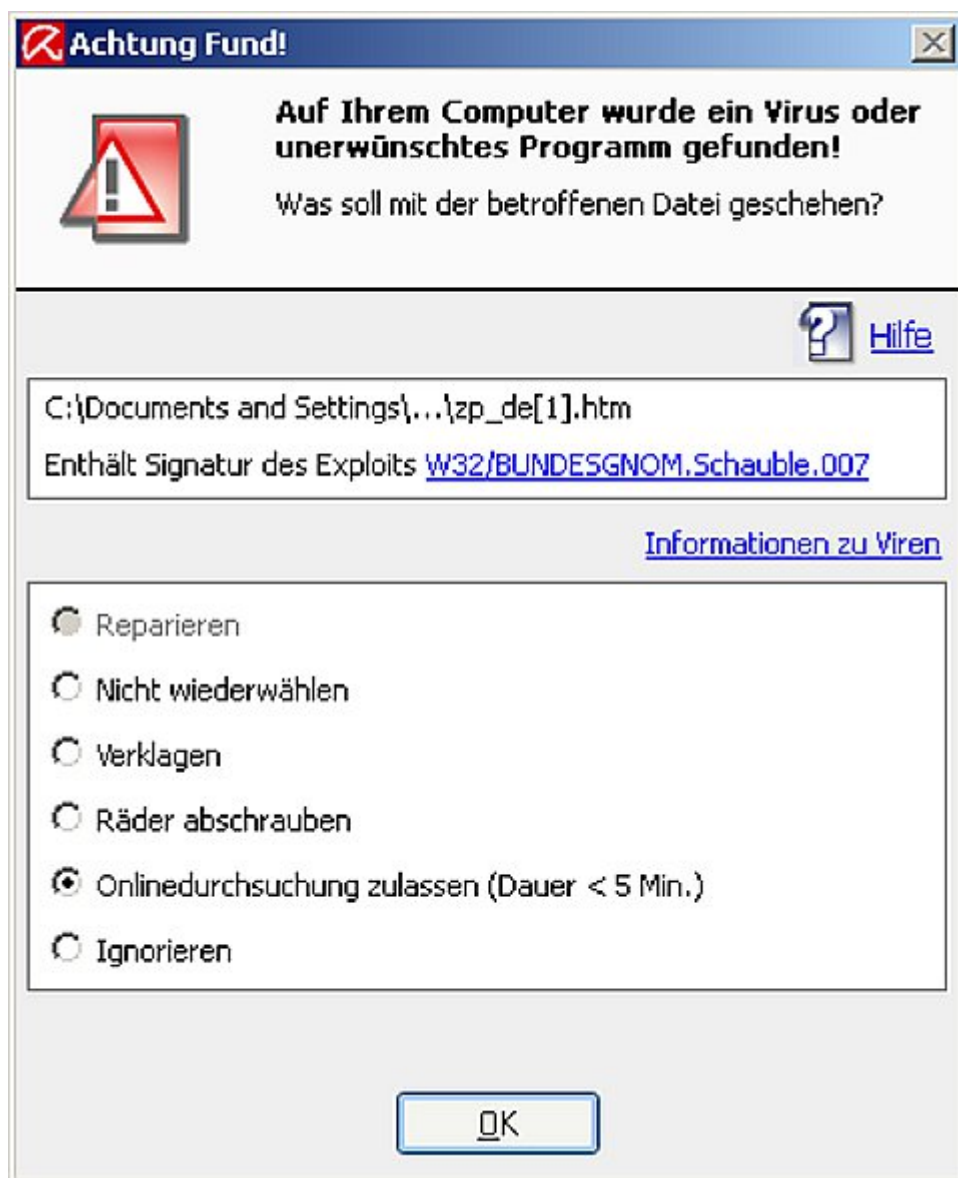 Achtung Fund!
Auf Ihrem Computer wurde ein Virus oder
unerwünschtes Programm gefunden!
Was soll mit der betroffenen Datei geschehen?
Hilfe
C:\Documents and Settings\...\zp_de[1].htm
Enthält Signatur des Exploits W32/BUNDESGNOM.Schauble.007
Informationen zu Viren
Reparieren
Nicht wiederwählen
Verklagen
Räder abschrauben
Onlinedurchsuchung zulassen (Dauer < 5 Min.)
Ignorieren
OK